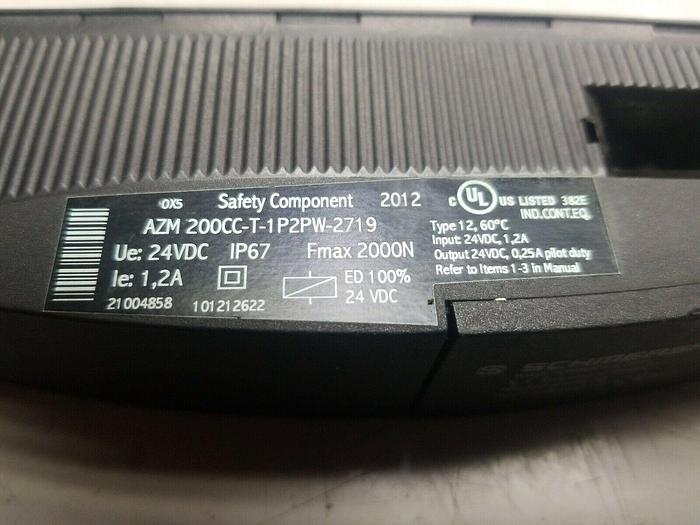 0X5 Safety Component 2012
AZM 200CC-T-1P2PW-2719
Ue: 24VDC IP67 Fmax 2000N
Ie: 1,2A ED 100%
24 VDC
21004858 101212622
C UL US LISTED 382E
IND.CONT.EQ.
Type 12, 60°C
Input: 24VDC, 1,2A
Output 24VDC, 0,25A pilot duty
Refer to Items 1-3 in Manual